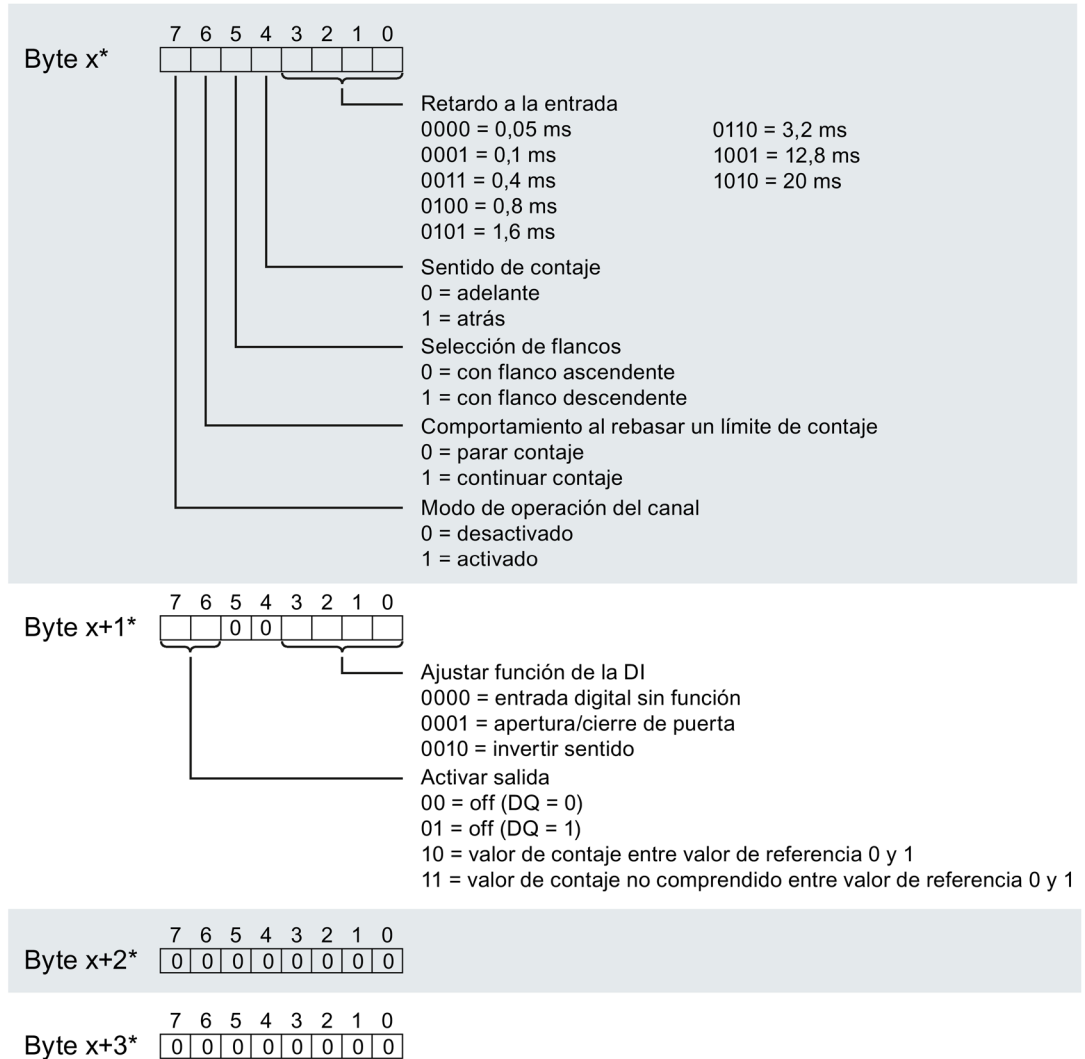 7 6 5 4 3 2 1 0
Byte x*
Retardo a la entrada
0000 = 0,05 ms 0110 = 3,2 ms
0001 = 0,1 ms 1001 = 12,8 ms
0011 = 0,4 ms 1010 = 20 ms
0100 = 0,8 ms
0101 = 1,6 ms
Sentido de contaje
0 = adelante
1 = atrás
Selección de flancos
0 = con flanco ascendente
1 = con flanco descendente
Comportamiento al rebasar un límite de contaje
0 = parar contaje
1 = continuar contaje
Modo de operación del canal
0 = desactivado
1 = activado
7 6 5 4 3 2 1 0
Byte x+1* 0 0
Ajustar función de la DI
0000 = entrada digital sin función
0001 = apertura/cierre de puerta
0010 = invertir sentido
Activar salida
00 = off (DQ = 0)
01 = off (DQ = 1)
10 = valor de contaje entre valor de referencia 0 y 1
11 = valor de contaje no comprendido entre valor de referencia 0 y 1
7 6 5 4 3 2 1 0
Byte x+2* 0 0 0 0 0 0 0 0
7 6 5 4 3 2 1 0
Byte x+3* 0 0 0 0 0 0 0 0